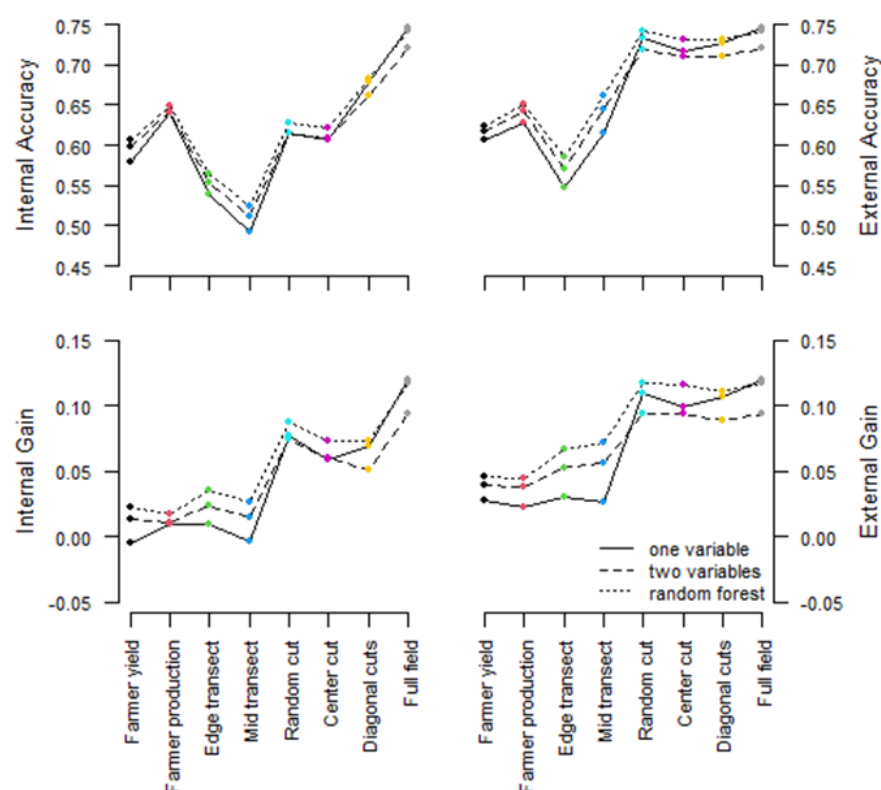 Internal Accuracy
0.75
0.70
0.65
0.60
0.55
0.50
0.45
External Accuracy
0.75
0.70
0.65
0.60
0.55
0.50
0.45
Internal Gain
0.15
0.10
0.05
0.00
-0.05
External Gain
0.15
0.10
0.05
0.00
-0.05
one variable
two variables
random forest
Farmer yield
Farmer production
Edge transect
Mid transect
Random cut
Center cut
Diagonal cuts
Full field
Farmer yield
Farmer production
Edge transect
Mid transect
Random cut
Center cut
Diagonal cuts
Full field